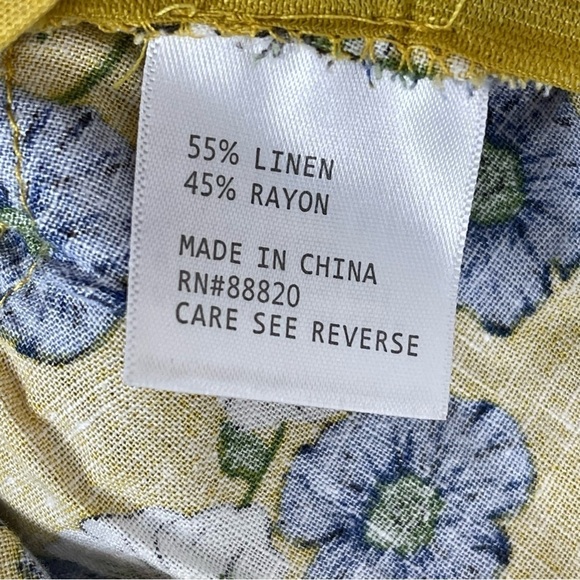 55% LINEN
45% RAYON
MADE IN CHINA
RN#88820
CARE SEE REVERSE